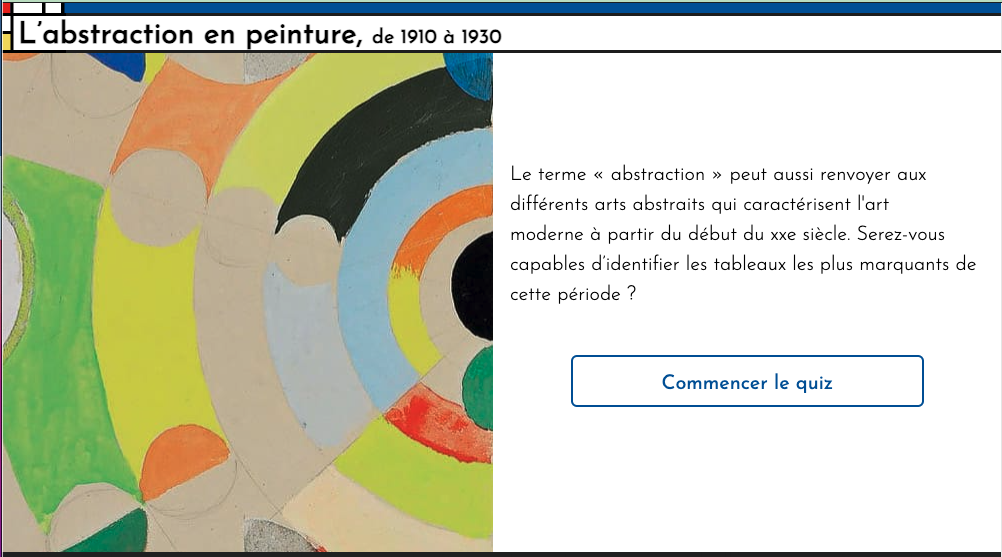 L'abstraction en peinture, de 1910 à 1930
Le terme « abstraction » peut aussi renvoyer aux
différents arts abstraits qui caractérisent l'art
moderne à partir du début du xxe siècle. Serez-vous
capables d'identifier les tableaux les plus marquants de
cette période ?
Commencer le quiz